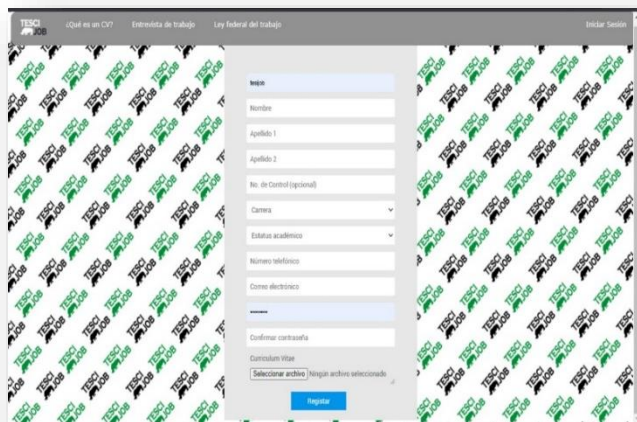 TESCI
JOB
¿Qué es un CV?
Entrevista de trabajo
Ley federal del trabajo
Iniciar Sesión
Nombre
Apellido 1
Apellido 2
No. de Control (opcional)
Carrera
Estatus académico
Número telefónico
Correo electrónico
Confirmar contraseña
Curriculum Vitae
Seleccionar archivo Ningún archivo seleccionado
Registar